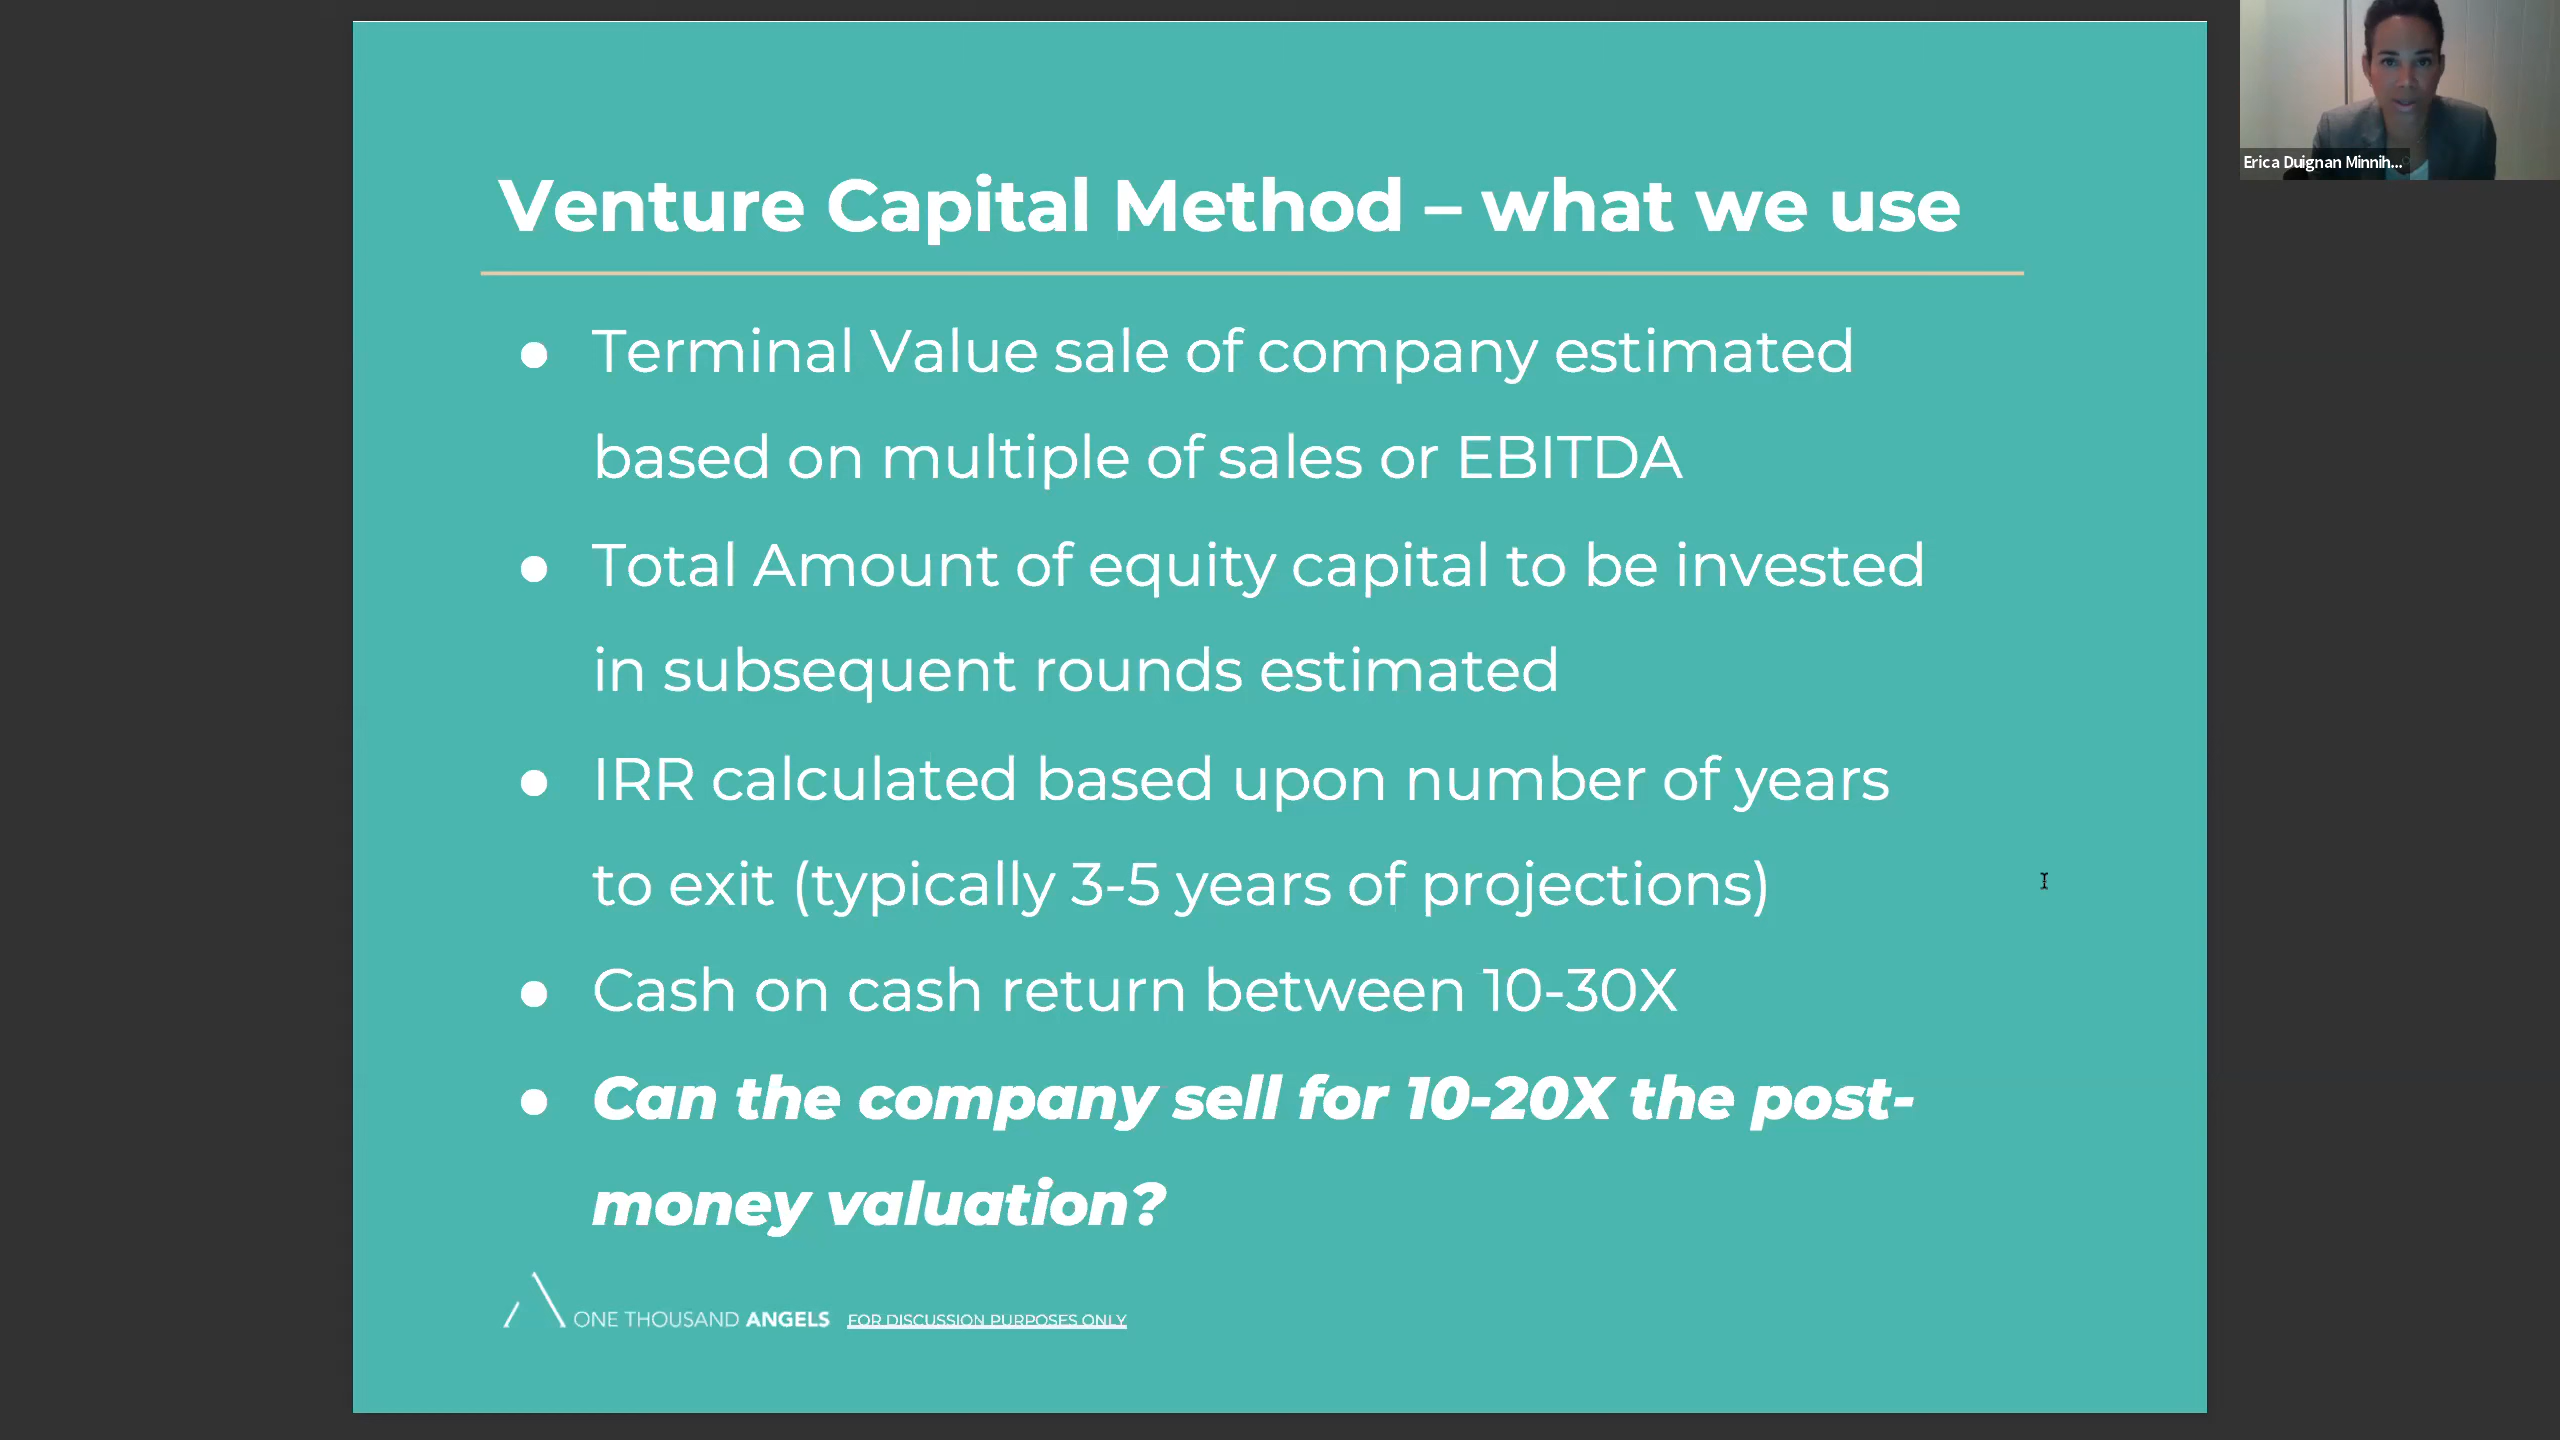 Venture Capital Method – what we use
● Terminal Value sale of company estimated
based on multiple of sales or EBITDA
● Total Amount of equity capital to be invested
in subsequent rounds estimated
● IRR calculated based upon number of years
to exit (typically 3-5 years of projections)
● Cash on cash return between 10-30X
● Can the company sell for 10-20X the post-
money valuation?
ONE THOUSAND ANGELS FOR DISCUSSION PURPOSES ONLY
Erica Duignan Minnih...